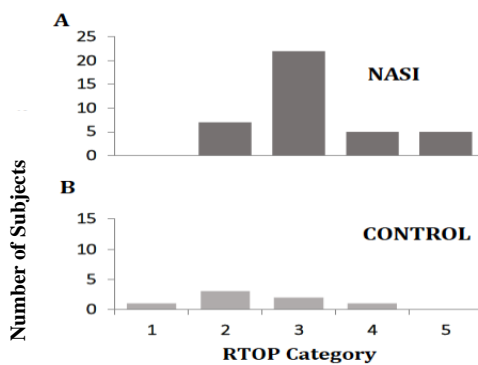 A
25
20
15
10
5
0
NASI
Number of Subjects
B
15
10
5
0
CONTROL
1 2 3 4 5
RTOP Category